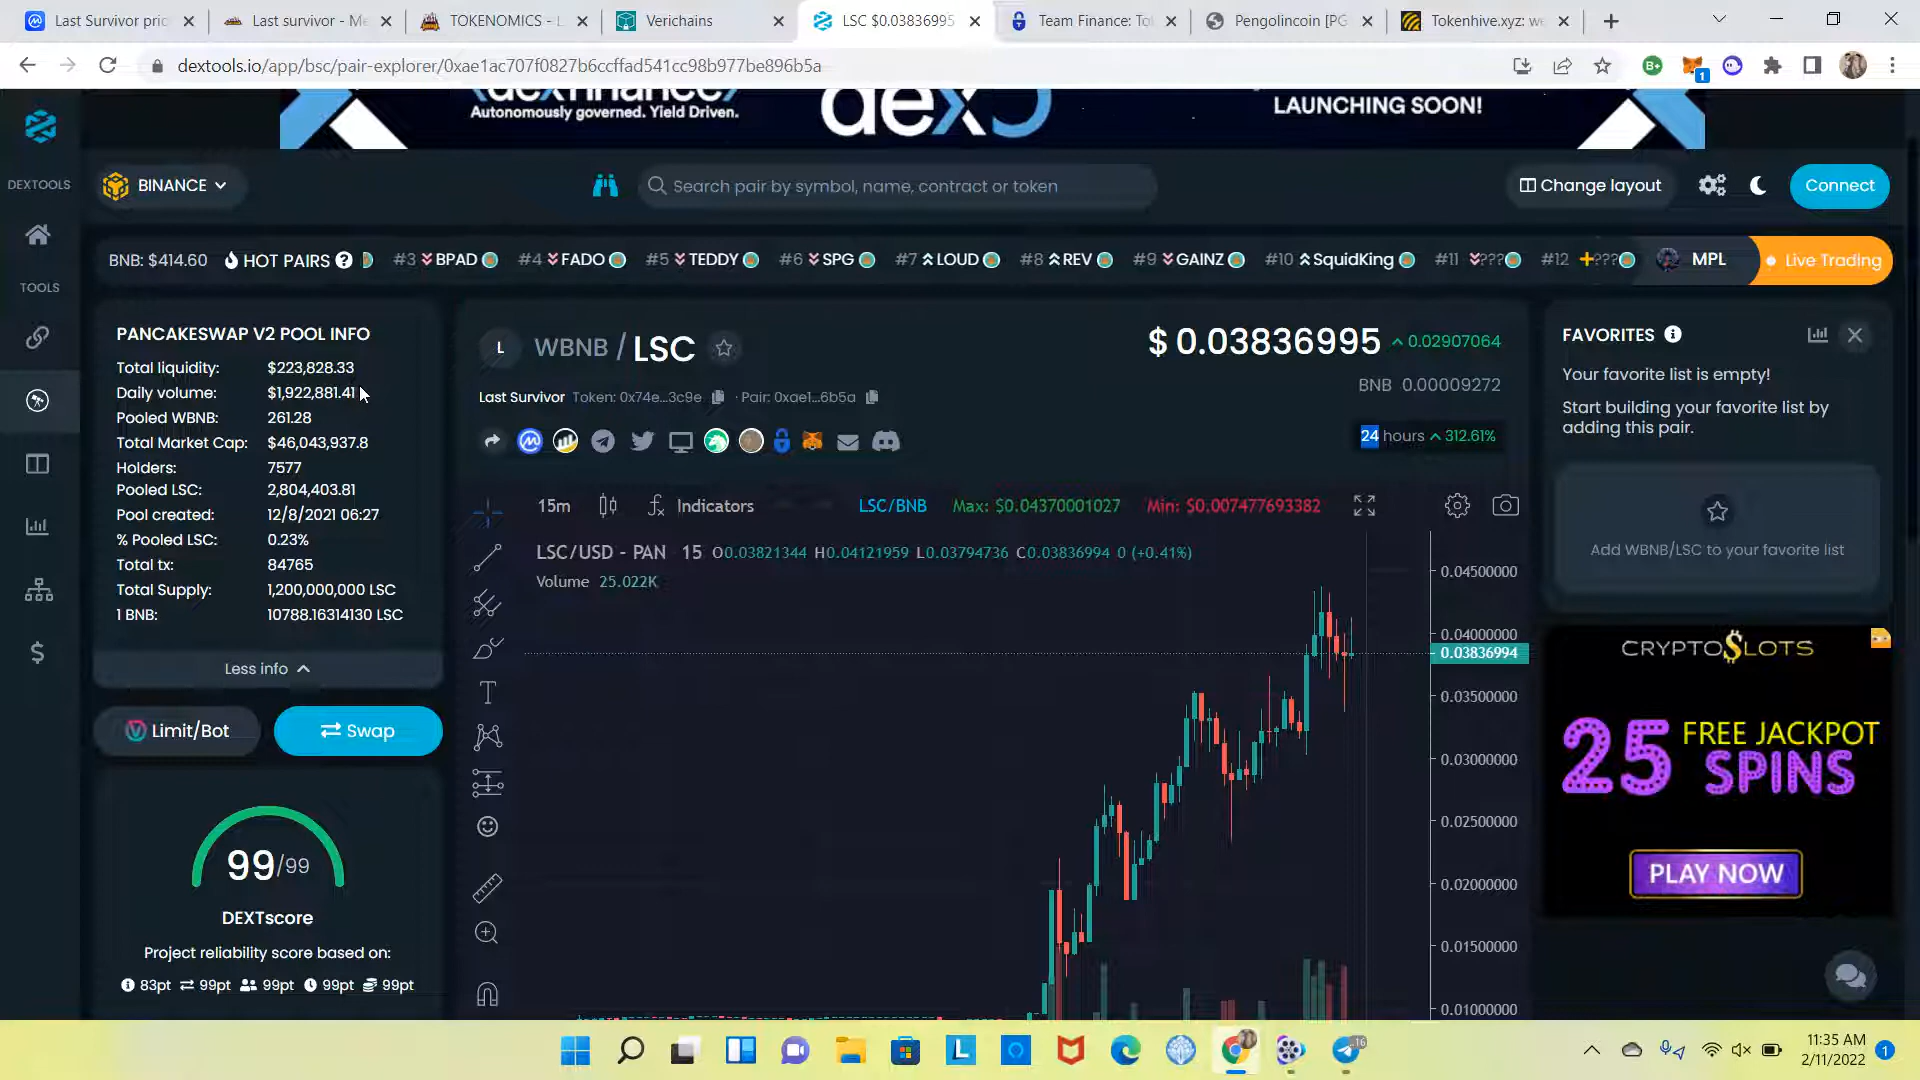 Last Survivor pric
Last survivor - Me
TOKENOMICS - L
Verichains
LSC $0.03836995
Team Finance: To
Pengolincoin [PG
Tokenhive.xyz: we
dextools.io/app/bsc/pair-explorer/0xae1ac707f0827b6ccffad541cc98b977be896b5a
1
dexfinance
Autonomously governed. Yield Driven.
dex
LAUNCHING SOON!
DEXTOOLS
BINANCE
Search pair by symbol, name, contract or token
Change layout
Connect
BNB: $414.60
HOT PAIRS
#3 BPAD
#4 FADO
#5 TEDDY
#6 SPG
#7 LOUD
#8 REV
#9 GAINZ
#10 SquidKing
#11 ???
#12 ???
MPL
Live Trading
TOOLS
PANCAKESWAP V2 POOL INFO
Total liquidity: $223,828.33
Daily volume: $1,922,881.41
Pooled WBNB: 261.28
Total Market Cap: $46,043,937.8
Holders: 7577
Pooled LSC: 2,804,403.81
Pool created: 12/8/2021 06:27
% Pooled LSC: 0.23%
Total tx: 84765
Total Supply: 1,200,000,000 LSC
1 BNB: 10788.16314130 LSC
Less info
Limit/Bot
Swap
99/99
DEXTscore
Project reliability score based on:
83pt 99pt 99pt 99pt 99pt
L WBNB / LSC
$ 0.03836995 0.02907064
BNB 0.00009272
Last Survivor Token: 0x74e...3c9e · Pair: 0xae1...6b5a
24 hours 312.61%
15m
Indicators
LSC/BNB
Max: $0.04370001027
Min: $0.007477693382
LSC/USD - PAN 15 O0.03821344 H0.04121959 L0.03794736 C0.03836994 0 (+0.41%)
Volume 25.022K
0.04500000
0.04000000
0.03836994
0.03500000
0.03000000
0.02500000
0.02000000
0.01500000
0.01000000
FAVORITES
Your favorite list is empty!
Start building your favorite list by
adding this pair.
Add WBNB/LSC to your favorite list
CRYPTO$LOTS
25 FREE JACKPOT
SPINS
PLAY NOW
16
11:35 AM
2/11/2022
1